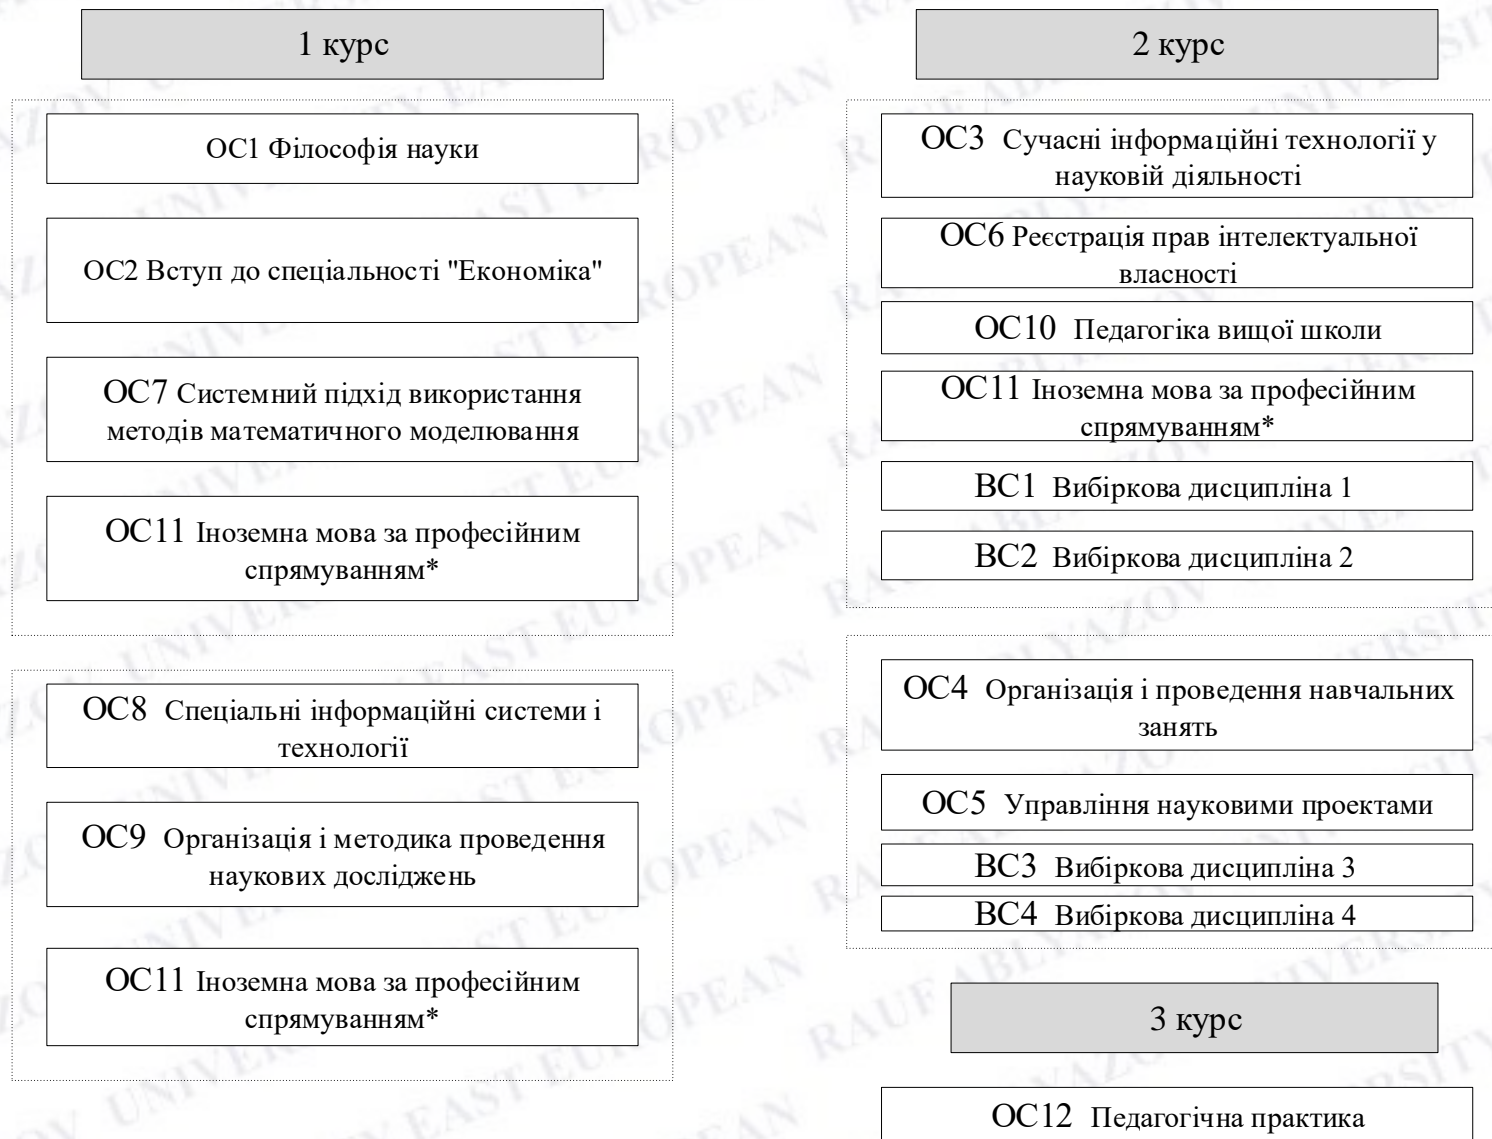 1 курс
ОС1 Філософія науки
ОС2 Вступ до спеціальності "Економіка"
ОС7 Системний підхід використання
методів математичного моделювання
ОС11 Іноземна мова за професійним
спрямуванням*
ОС8 Спеціальні інформаційні системи і
технології
ОС9 Організація і методика проведення
наукових досліджень
ОС11 Іноземна мова за професійним
спрямуванням*
2 курс
ОС3 Сучасні інформаційні технології у
науковій діяльності
ОС6 Реєстрація прав інтелектуальної
власності
ОС10 Педагогіка вищої школи
ОС11 Іноземна мова за професійним
спрямуванням*
ВС1 Вибіркова дисципліна 1
ВС2 Вибіркова дисципліна 2
ОС4 Організація і проведення навчальних
занять
ОС5 Управління науковими проектами
ВС3 Вибіркова дисципліна 3
ВС4 Вибіркова дисципліна 4
3 курс
ОС12 Педагогічна практика